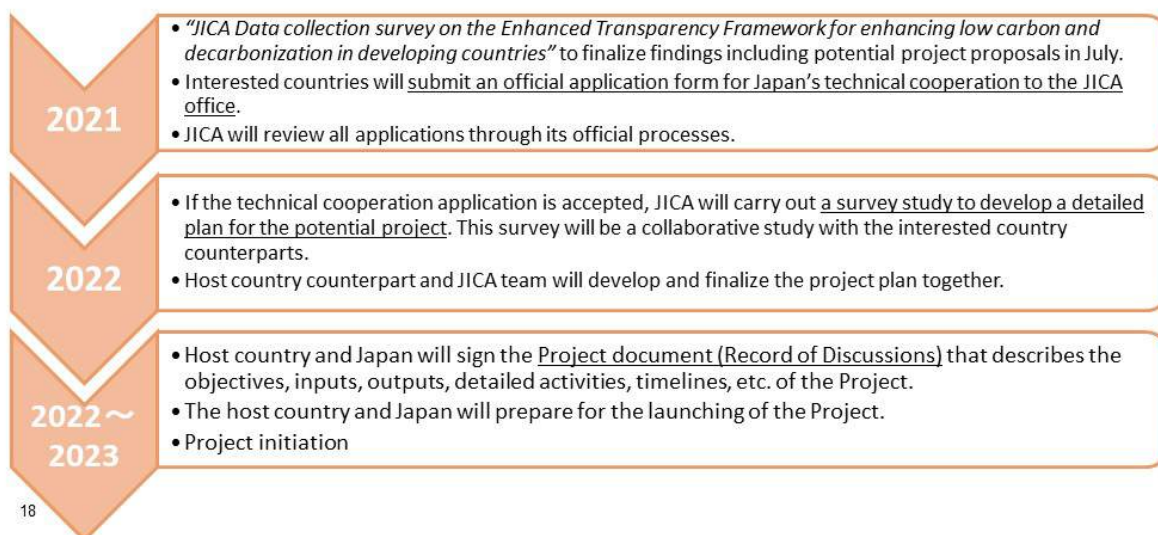 2021
• “JICA Data collection survey on the Enhanced Transparency Framework for enhancing low carbon and
decarbonization in developing countries” to finalize findings including potential project proposals in July.
• Interested countries will submit an official application form for Japan’s technical cooperation to the JICA
office.
• JICA will review all applications through its official processes.
2022
• If the technical cooperation application is accepted, JICA will carry out a survey study to develop a detailed
plan for the potential project. This survey will be a collaborative study with the interested country
counterparts.
• Host country counterpart and JICA team will develop and finalize the project plan together.
2022～
2023
• Host country and Japan will sign the Project document (Record of Discussions) that describes the
objectives, inputs, outputs, detailed activities, timelines, etc. of the Project.
• The host country and Japan will prepare for the launching of the Project.
• Project initiation
18